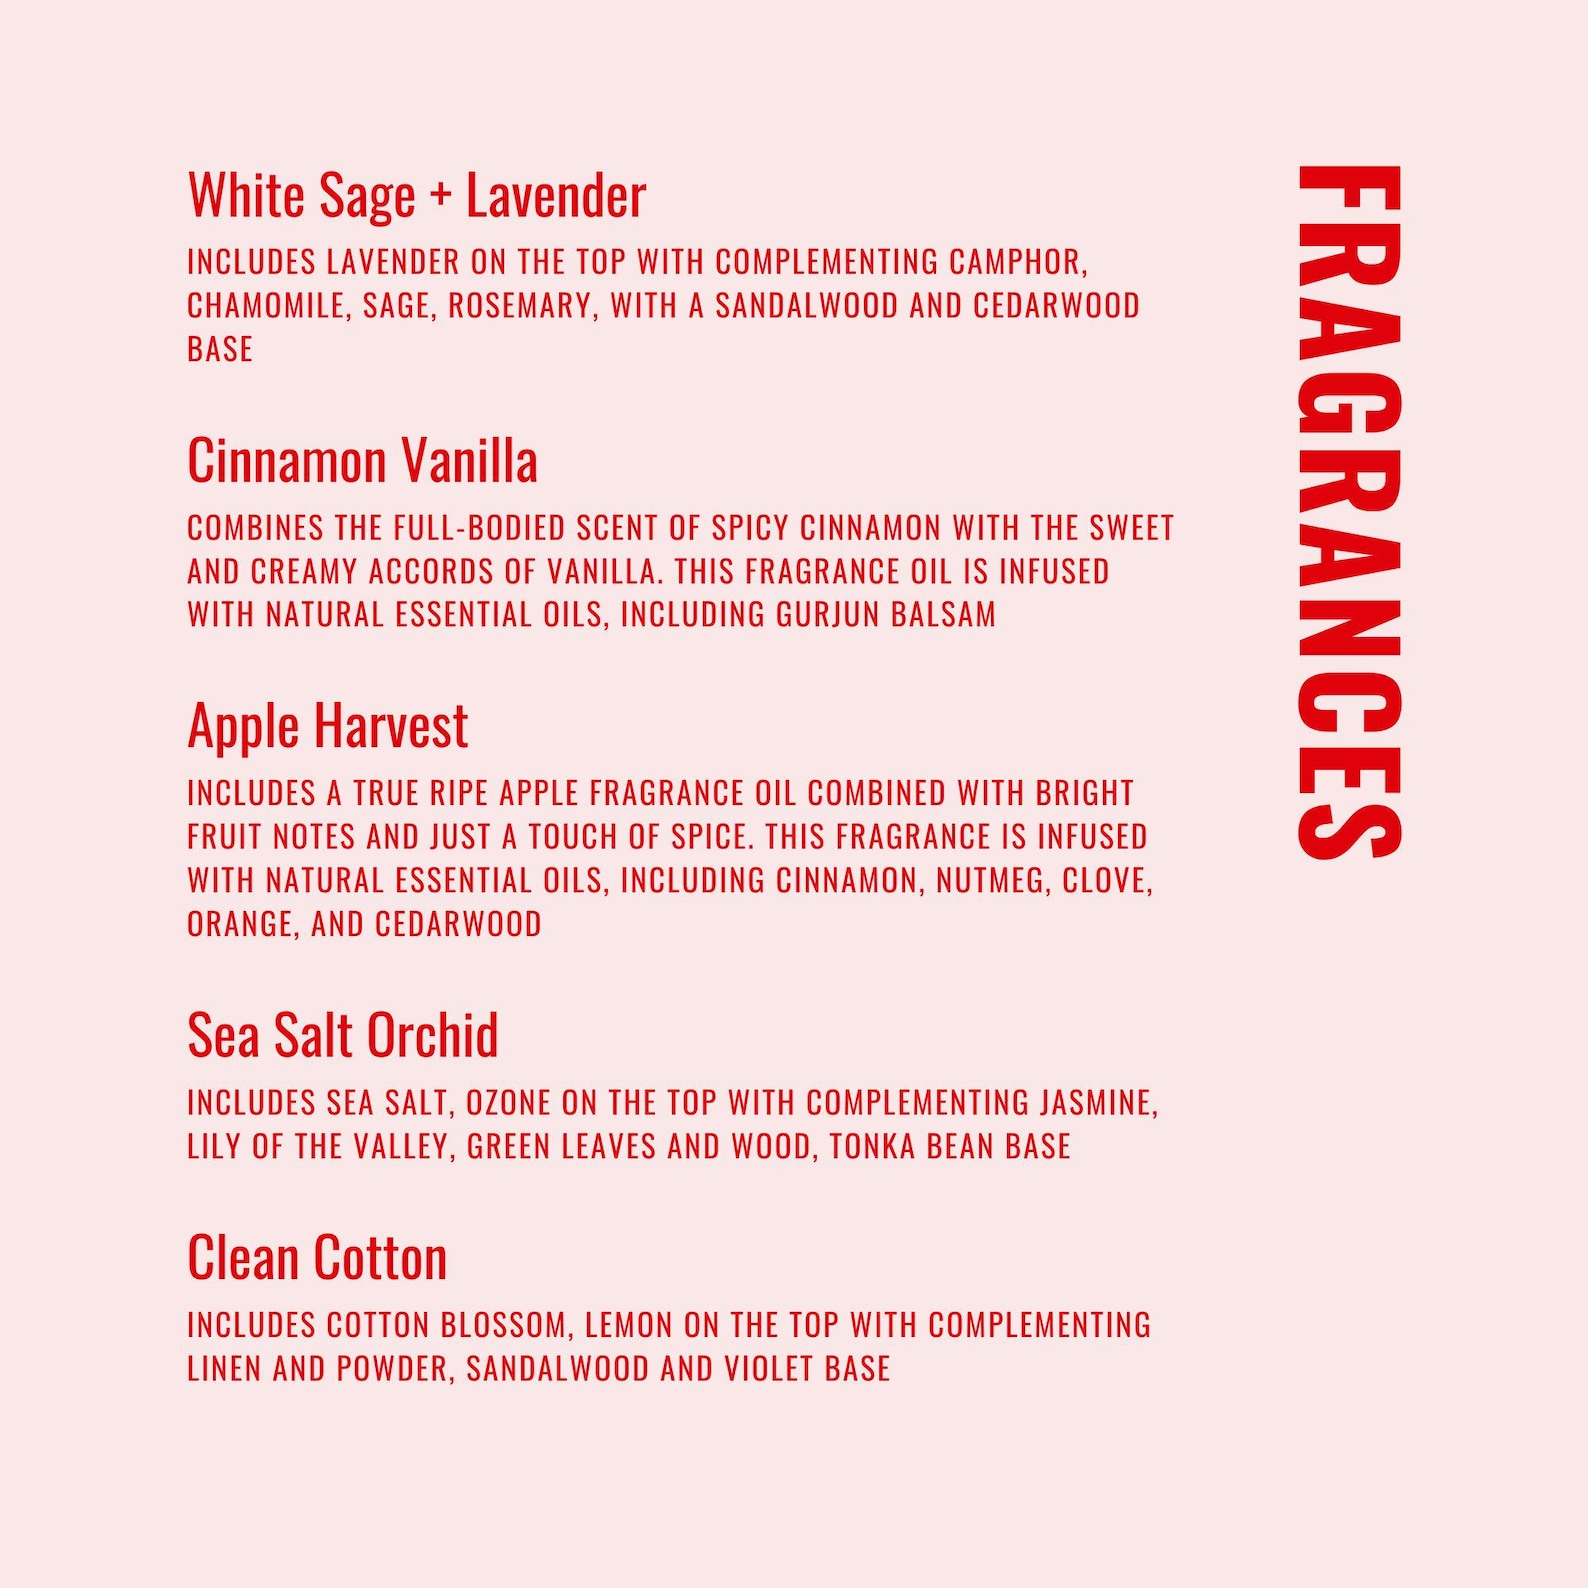 White Sage + Lavender
INCLUDES LAVENDER ON THE TOP WITH COMPLEMENTING CAMPHOR,
CHAMOMILE, SAGE, ROSEMARY, WITH A SANDALWOOD AND CEDARWOOD
BASE
Cinnamon Vanilla
COMBINES THE FULL-BODIED SCENT OF SPICY CINNAMON WITH THE SWEET
AND CREAMY ACCORDS OF VANILLA. THIS FRAGRANCE OIL IS INFUSED
WITH NATURAL ESSENTIAL OILS, INCLUDING GURJUN BALSAM
Apple Harvest
INCLUDES A TRUE RIPE APPLE FRAGRANCE OIL COMBINED WITH BRIGHT
FRUIT NOTES AND JUST A TOUCH OF SPICE. THIS FRAGRANCE IS INFUSED
WITH NATURAL ESSENTIAL OILS, INCLUDING CINNAMON, NUTMEG, CLOVE,
ORANGE, AND CEDARWOOD
Sea Salt Orchid
INCLUDES SEA SALT, OZONE ON THE TOP WITH COMPLEMENTING JASMINE,
LILY OF THE VALLEY, GREEN LEAVES AND WOOD, TONKA BEAN BASE
Clean Cotton
INCLUDES COTTON BLOSSOM, LEMON ON THE TOP WITH COMPLEMENTING
LINEN AND POWDER, SANDALWOOD AND VIOLET BASE
FRAGRANCES